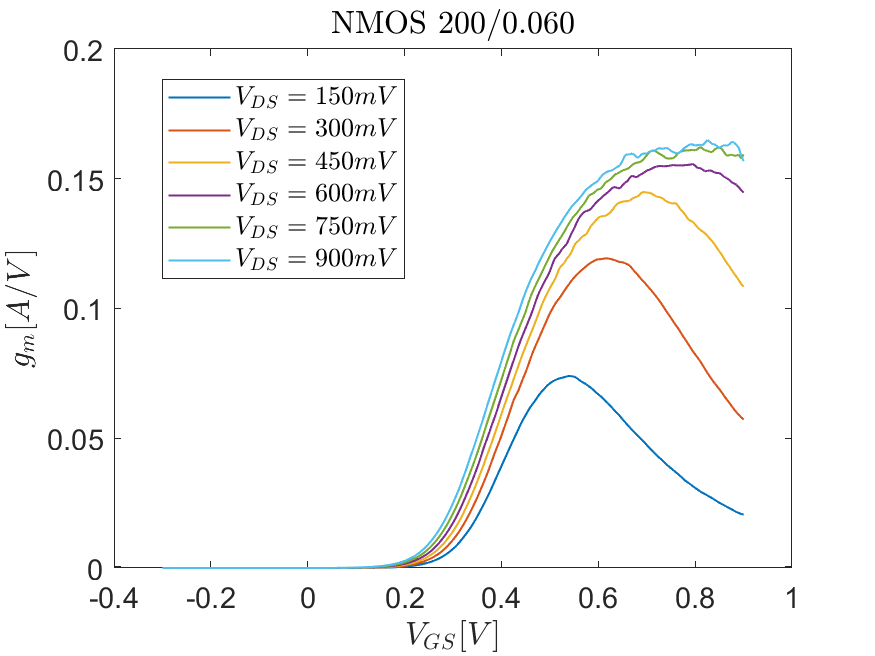 NMOS 200/0.060
0.2
0.15
0.1
0.05
0
g_m[A/V]
V_DS = 150mV
V_DS = 300mV
V_DS = 450mV
V_DS = 600mV
V_DS = 750mV
V_DS = 900mV
-0.4 -0.2 0 0.2 0.4 0.6 0.8 1
V_GS[V]